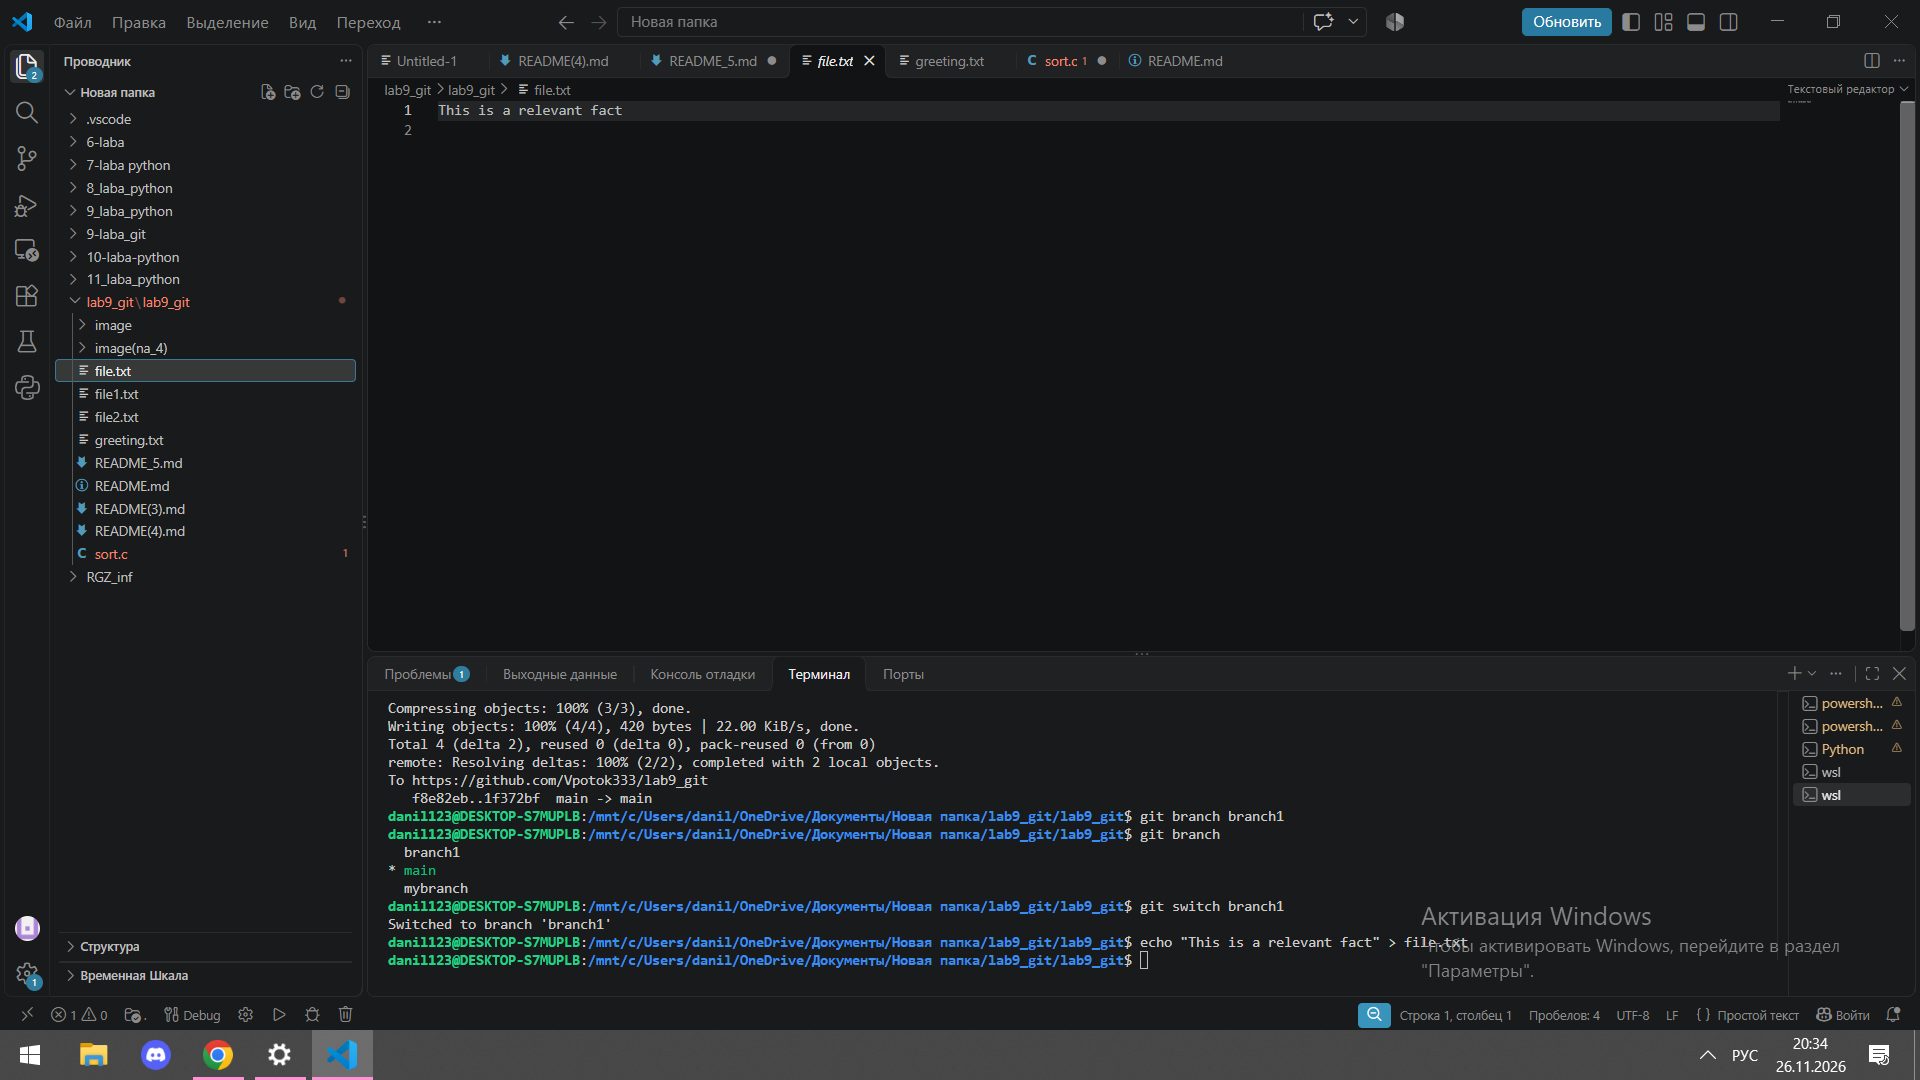 Файл Правка Выделение Вид Переход ···
Новая папка
Обновить
Проводник
Новая папка
.vscode
6-laba
7-laba python
8_laba_python
9_laba_python
9-laba_git
10-laba-python
11_laba_python
lab9_git\lab9_git
image
image(na_4)
file.txt
file1.txt
file2.txt
greeting.txt
README_5.md
README.md
README(3).md
README(4).md
C sort.c 1
RGZ_inf
Структура
Временная Шкала
Untitled-1 README(4).md README_5.md file.txt greeting.txt C sort.c 1 README.md
lab9_git > lab9_git > file.txt
Текстовый редактор
1 This is a relevant fact
2
Проблемы 1 Выходные данные Консоль отладки Терминал Порты
Compressing objects: 100% (3/3), done.
Writing objects: 100% (4/4), 420 bytes | 22.00 KiB/s, done.
Total 4 (delta 2), reused 0 (delta 0), pack-reused 0 (from 0)
remote: Resolving deltas: 100% (2/2), completed with 2 local objects.
To https://github.com/Vpotok333/lab9_git
f8e82eb..1f372bf main -> main
danil123@DESKTOP-S7MUPLB:/mnt/c/Users/danil/OneDrive/Документы/Новая папка/lab9_git/lab9_git$ git branch branch1
danil123@DESKTOP-S7MUPLB:/mnt/c/Users/danil/OneDrive/Документы/Новая папка/lab9_git/lab9_git$ git branch
branch1
* main
mybranch
danil123@DESKTOP-S7MUPLB:/mnt/c/Users/danil/OneDrive/Документы/Новая папка/lab9_git/lab9_git$ git switch branch1
Switched to branch 'branch1'
danil123@DESKTOP-S7MUPLB:/mnt/c/Users/danil/OneDrive/Документы/Новая папка/lab9_git/lab9_git$ echo "This is a relevant fact" > file.txt
danil123@DESKTOP-S7MUPLB:/mnt/c/Users/danil/OneDrive/Документы/Новая папка/lab9_git/lab9_git$
powersh...
powersh...
Python
wsl
wsl
Активация Windows
Чтобы активировать Windows, перейдите в раздел
"Параметры".
2
1
1 0 Debug
Строка 1, столбец 1 Пробелов: 4 UTF-8 LF { } Простой текст Войти
РУС
20:34
26.11.2026